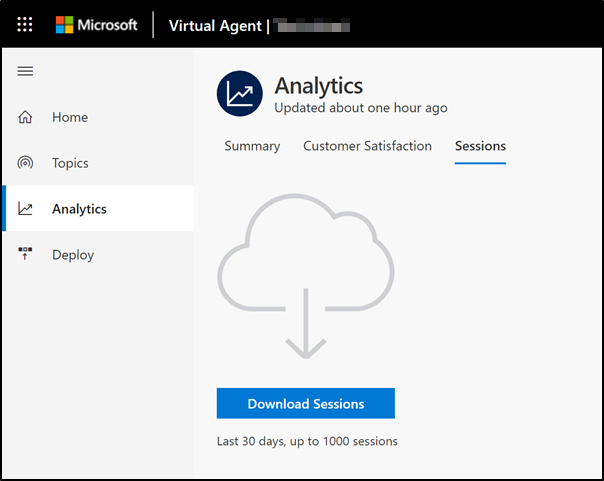 Microsoft | Virtual Agent |
Home
Topics
Analytics
Deploy
Analytics
Updated about one hour ago
Summary Customer Satisfaction Sessions
Download Sessions
Last 30 days, up to 1000 sessions